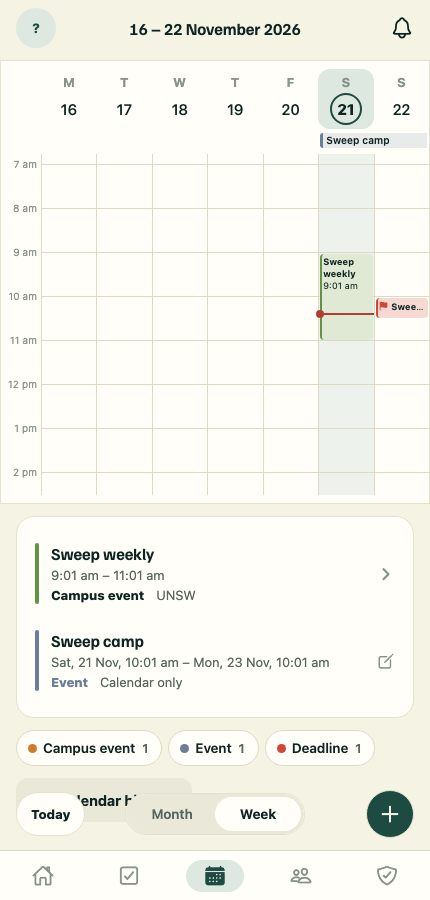 ?
16 – 22 November 2026
M T W T F S S
16 17 18 19 20 21 22
Sweep camp
7 am
8 am
9 am
Sweep
weekly
9:01 am
10 am
Swee...
11 am
12 pm
1 pm
2 pm
Sweep weekly
9:01 am – 11:01 am
Campus event UNSW
Sweep camp
Sat, 21 Nov, 10:01 am – Mon, 23 Nov, 10:01 am
Event Calendar only
Campus event 1
Event 1
Deadline 1
Today
Month
Week